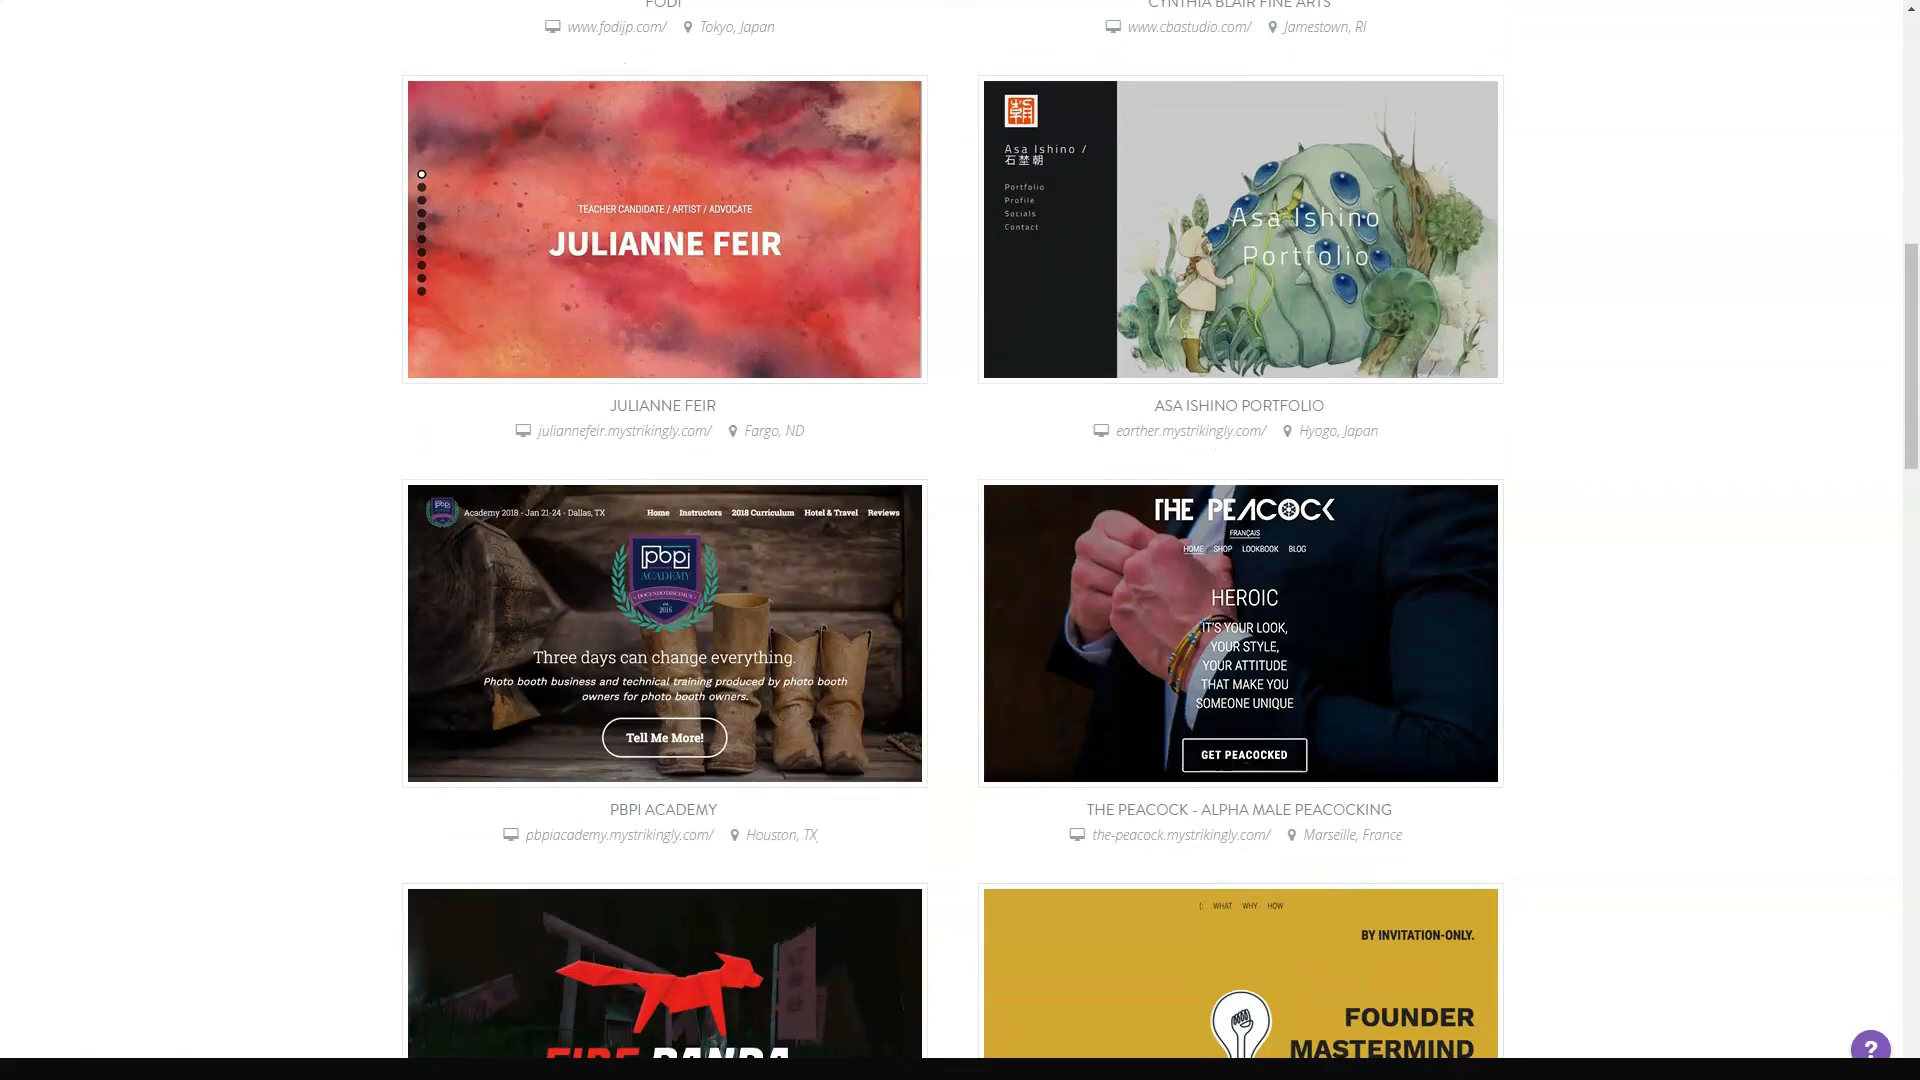 FODI
www.fodijp.com/ Tokyo, Japan
CYNTHIA BLAIR FINE ARTS
www.cbastudio.com/ Jamestown, RI
TEACHER CANDIDATE / ARTIST / ADVOCATE
JULIANNE FEIR
JULIANNE FEIR
juliannefeir.mystrikingly.com/ Fargo, ND
Asa Ishino /
石埜朝
Portfolio
Profile
Socials
Contact
Asa Ishino
Portfolio
ASA ISHINO PORTFOLIO
earther.mystrikingly.com/ Hyogo, Japan
Academy 2018 - Jan 21-24 - Dallas, TX Home Instructors 2018 Curriculum Hotel & Travel Reviews
pbpi
ACADEMY
DOCENDO DISCIMUS
est.
2016
Three days can change everything.
Photo booth business and technical training produced by photo booth
owners for photo booth owners.
Tell Me More!
PBPI ACADEMY
pbpiacademy.mystrikingly.com/ Houston, TX
THE PEACOCK
FRANÇAIS
HOME SHOP LOOKBOOK BLOG
HEROIC
IT'S YOUR LOOK,
YOUR STYLE,
YOUR ATTITUDE
THAT MAKE YOU
SOMEONE UNIQUE
GET PEACOCKED
THE PEACOCK - ALPHA MALE PEACOCKING
the-peacock.mystrikingly.com/ Marseille, France
FIRE PANDA
WHAT WHY HOW
BY INVITATION-ONLY.
FOUNDER
MASTERMIND
?